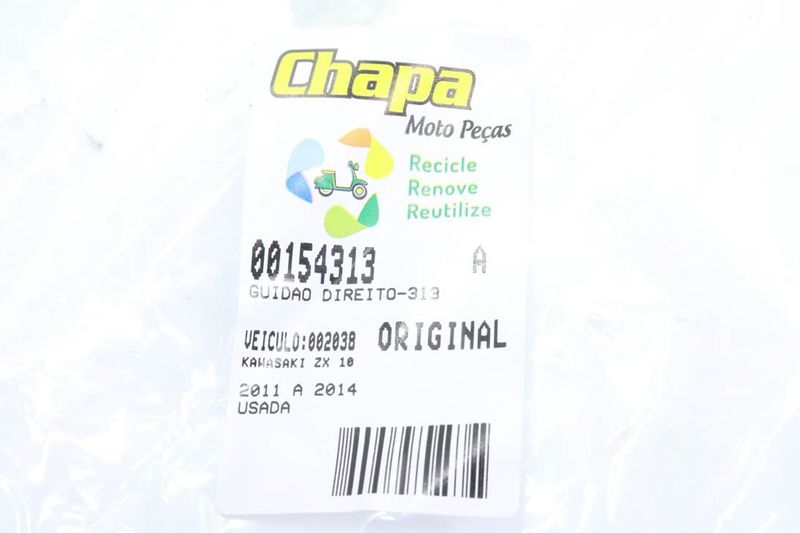 Chapa
Moto Peças
Recicle
Renove
Reutilize
00154313 A
GUIDAO DIREITO-313
VEICULO:002038 ORIGINAL
KAWASAKI ZX 10
2011 A 2014
USADA